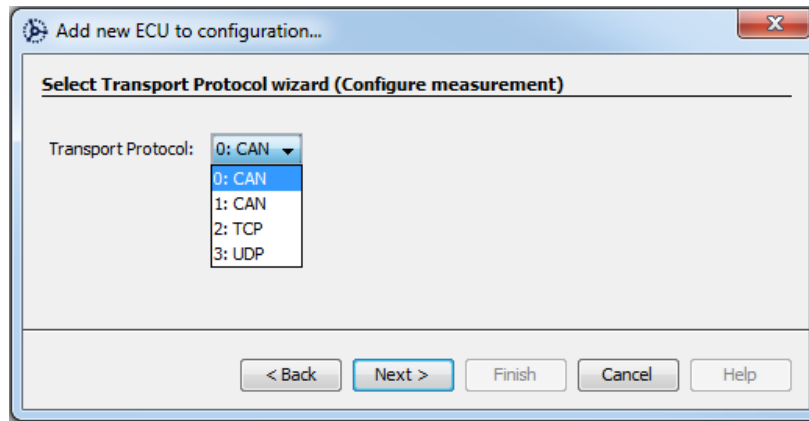 Add new ECU to configuration...
Select Transport Protocol wizard (Configure measurement)
Transport Protocol: 0: CAN
0: CAN
1: CAN
2: TCP
3: UDP
< Back Next > Finish Cancel Help